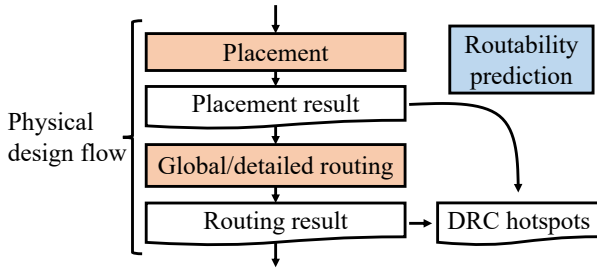 Placement
Routability
prediction
Placement result
Physical
design flow
Global/detailed routing
Routing result
DRC hotspots